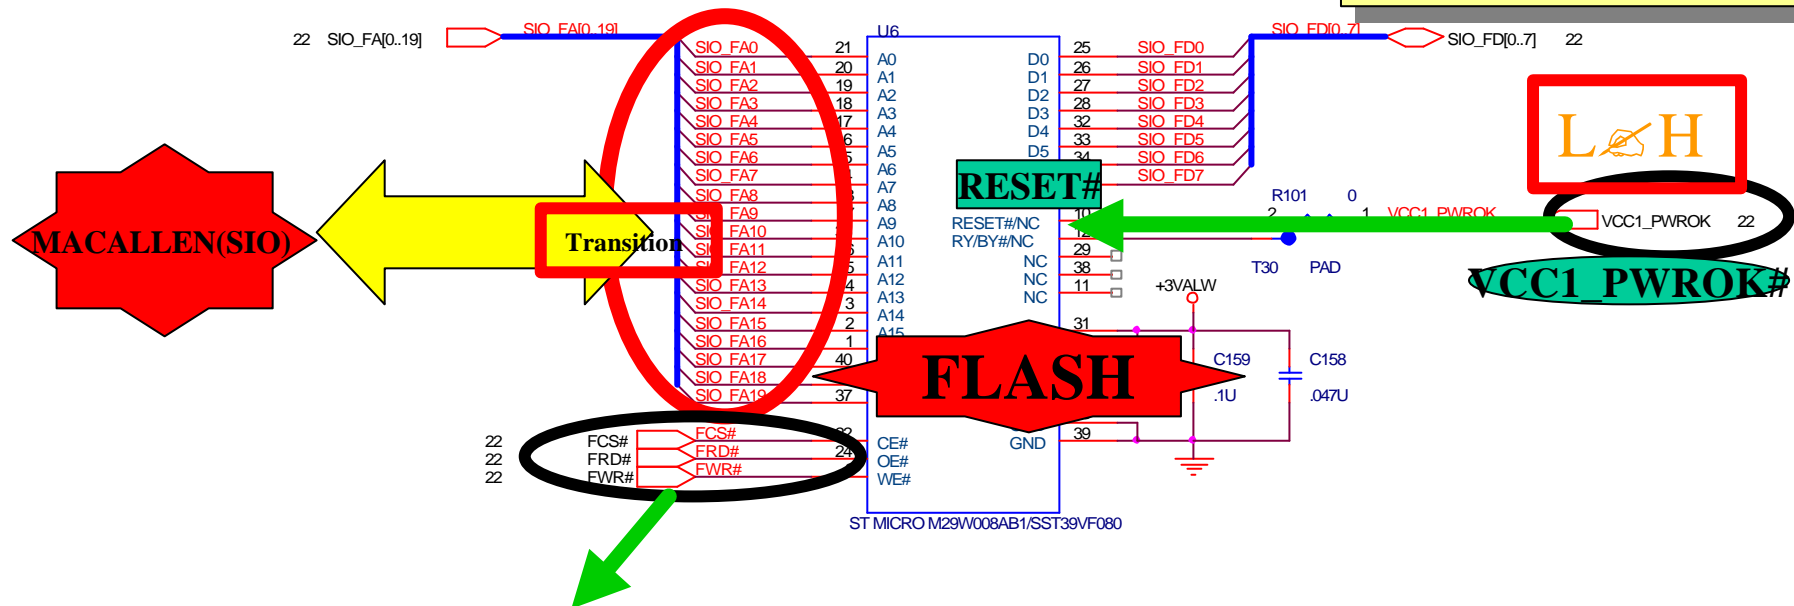 22 SIO_FA[0..19] SIO_FA[0..19] U6 SIO_FD[0..7] SIO_FD[0..7] 22
SIO_FA0 21 A0 D0 25 SIO_FD0
SIO_FA1 20 A1 D1 26 SIO_FD1
SIO_FA2 19 A2 D2 27 SIO_FD2
SIO_FA3 18 A3 D3 28 SIO_FD3
SIO_FA4 17 A4 D4 32 SIO_FD4
SIO_FA5 A5 D5 33 SIO_FD5
SIO_FA6 A6 34 SIO_FD6
SIO_FA7 A7 SIO_FD7
L H
RESET#
SIO_FA8 A8
R101 0
SIO_FA9 A9 RESET#/NC 10 2 1 VCC1_PWROK VCC1_PWROK 22
SIO_FA10 A10 RY/BY#/NC 12
MACALLEN(SIO)
Transition
SIO_FA11 A11 NC 29
T30 PAD
SIO_FA12 A12 NC 38
VCC1_PWROK#
SIO_FA13 4 A13 NC 11
+3VALW
SIO_FA14 3 A14
SIO_FA15 2 A15 31
SIO_FA16 1
SIO_FA17 40
C159 C158
SIO_FA18
FLASH
SIO_FA19 37
.1U .047U
22 FCS# FCS# CE# GND 39
22 FRD# FRD# 24 OE#
22 FWR# FWR# WE#
ST MICRO M29W008AB1/SST39VF080